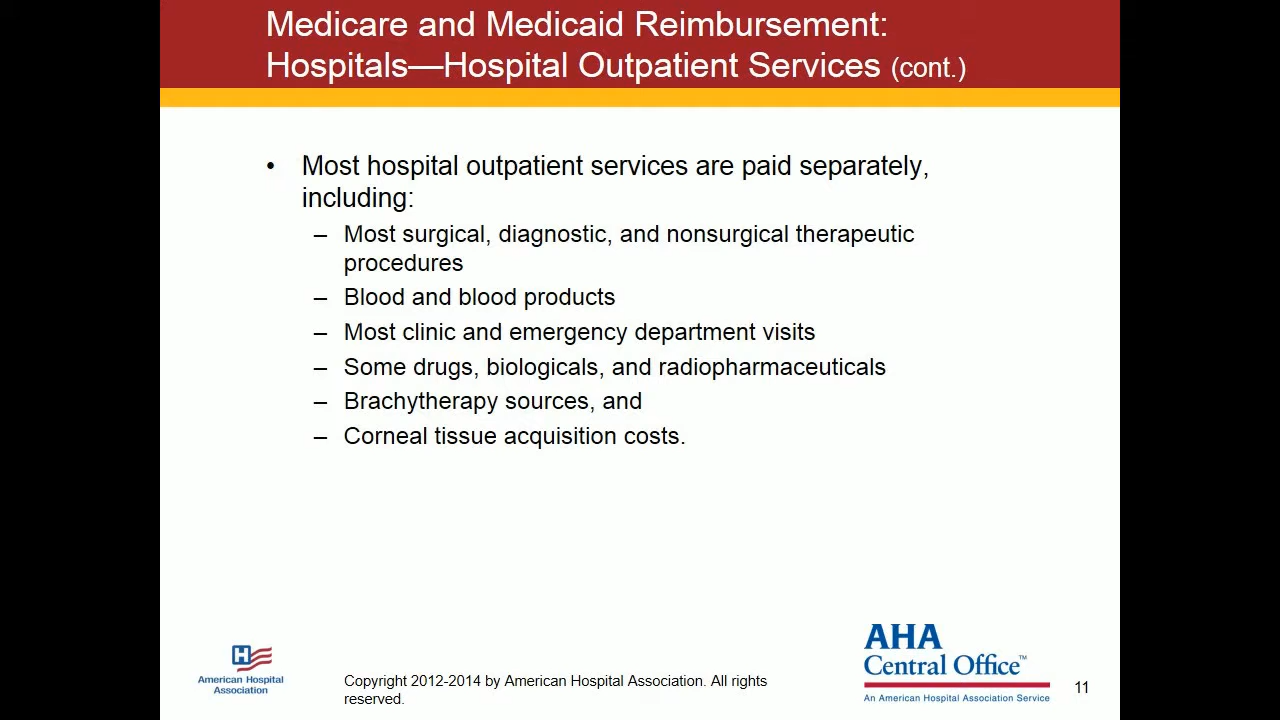 Medicare and Medicaid Reimbursement:
Hospitals—Hospital Outpatient Services (cont.)
• Most hospital outpatient services are paid separately,
including:
– Most surgical, diagnostic, and nonsurgical therapeutic
procedures
– Blood and blood products
– Most clinic and emergency department visits
– Some drugs, biologicals, and radiopharmaceuticals
– Brachytherapy sources, and
– Corneal tissue acquisition costs.
H
American Hospital
Association
Copyright 2012-2014 by American Hospital Association. All rights
reserved.
AHA
Central Office™
An American Hospital Association Service
11